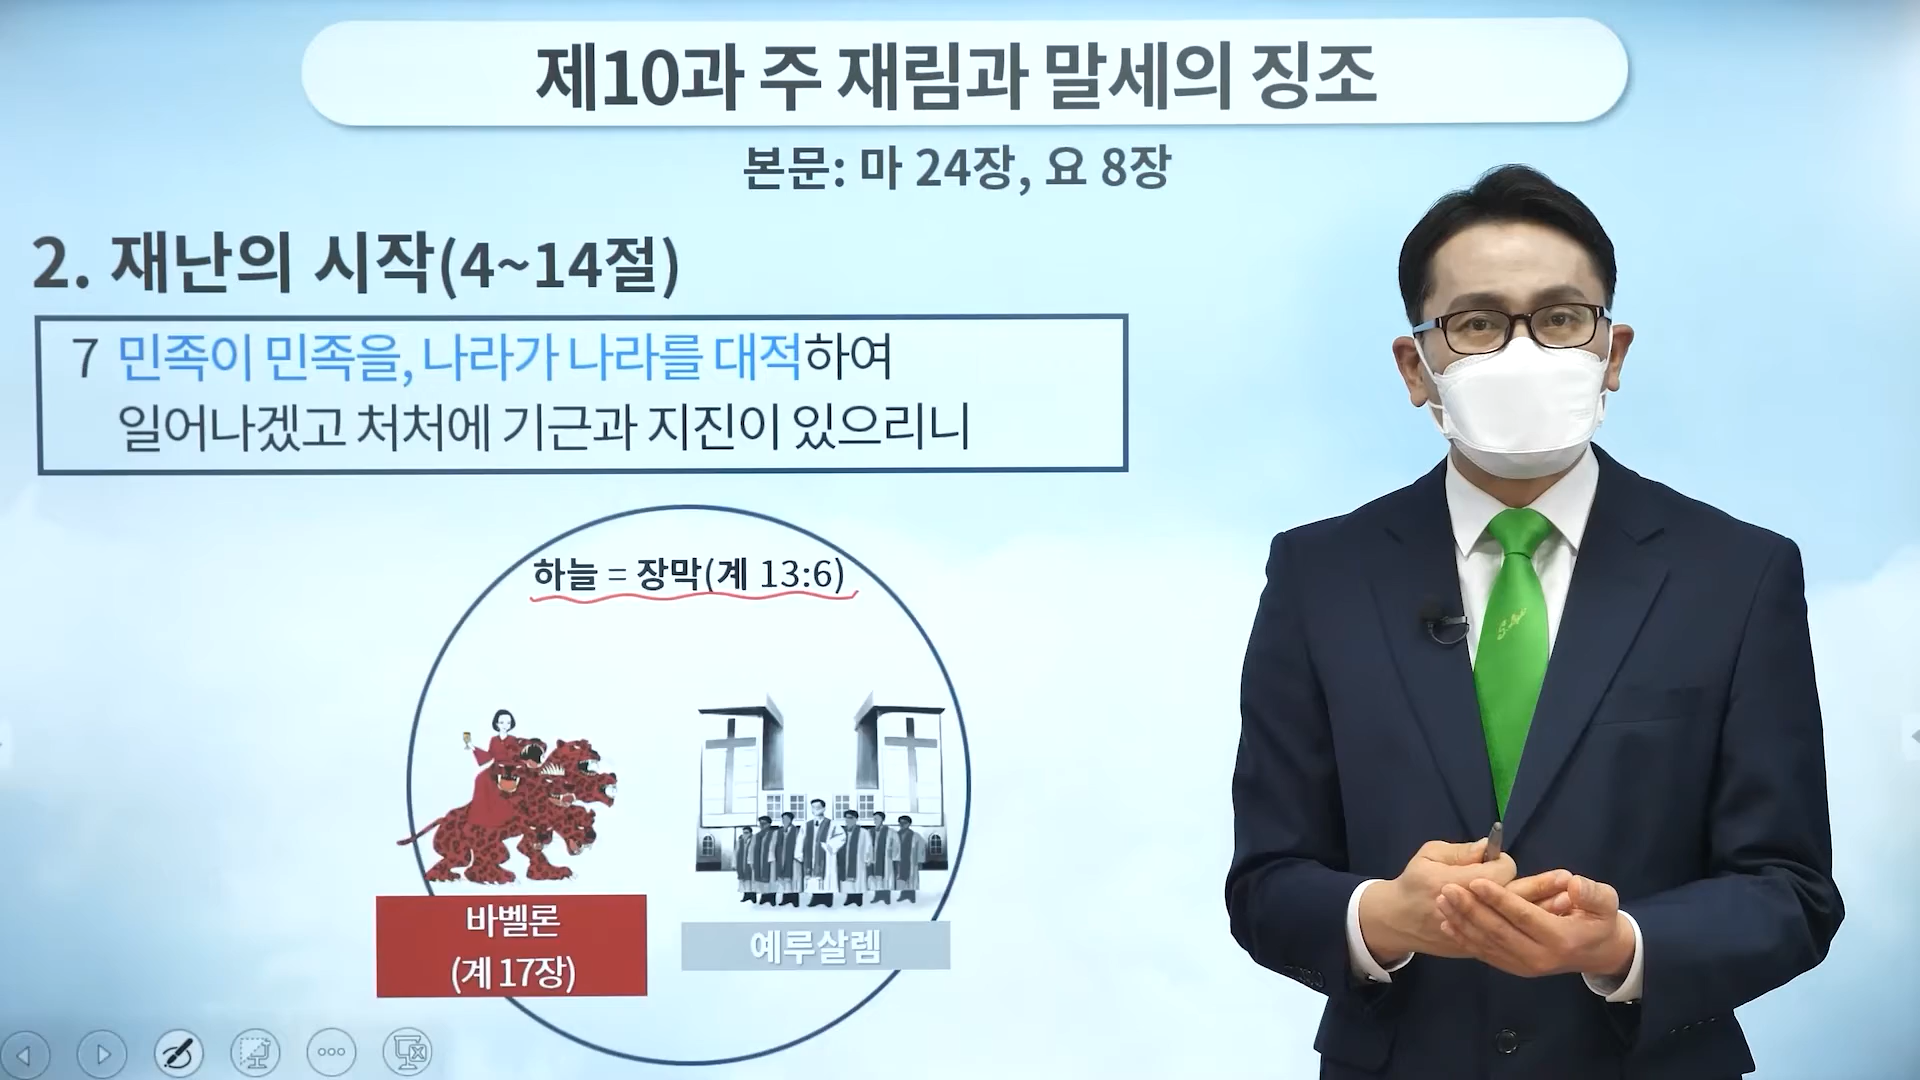 제10과 주 재림과 말세의 징조
본문: 마 24장, 요 8장
2. 재난의 시작(4~14절)
7 민족이 민족을, 나라가 나라를 대적하여
일어나겠고 처처에 기근과 지진이 있으리니
하늘 = 장막(계 13:6)
바벨론
(계 17장)
예루살렘